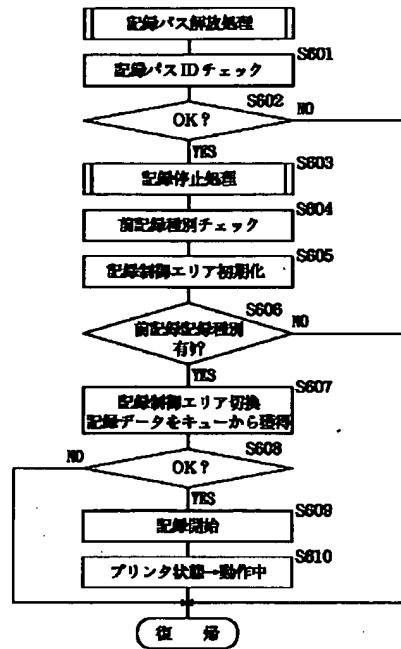 記録パス解放処理
S601
記録パスIDチェック
S602
OK?
NO
YES
S603
記録停止処理
S604
前記録種別チェック
S605
記録制御エリア初期化
S606
前記録記録種別
有り?
NO
YES
S607
記録制御エリア切換
記録データをキューから獲得
S608
OK?
NO
YES
S609
記録開始
S610
プリンタ状態→動作中
復 帰